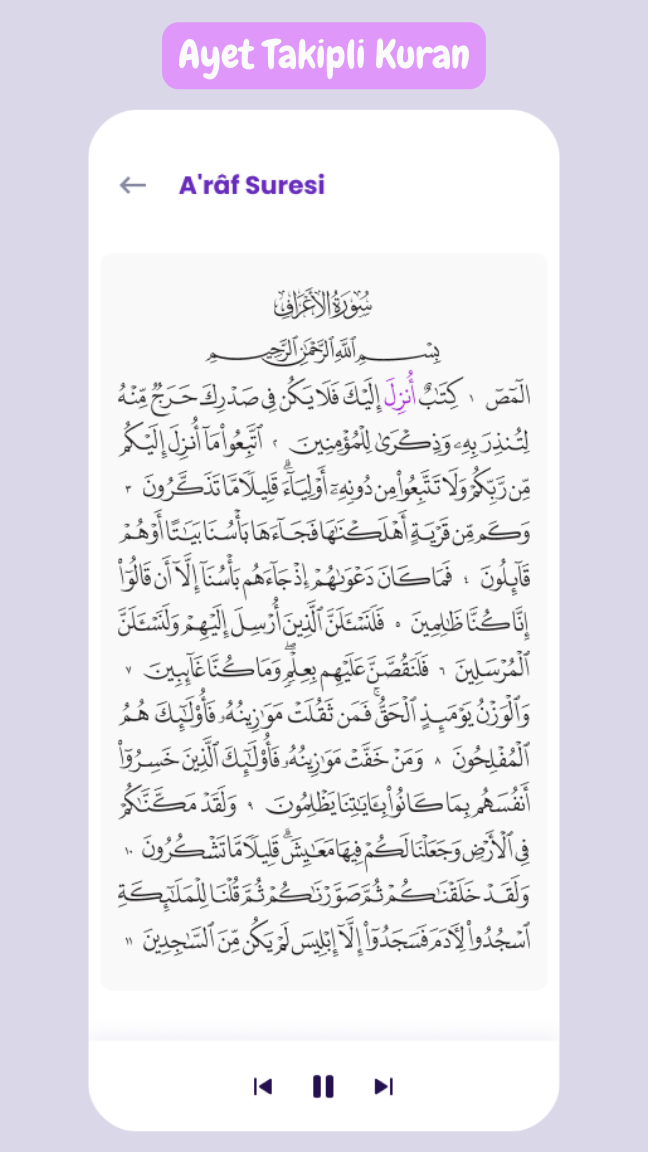 Ayet Takipli Kuran
A'râf Suresi
سُورَةُ الأَعْرَافِ
بِسْمِ ٱللَّهِ ٱلرَّحْمَٰنِ ٱلرَّحِيمِ
الٓمٓصٓ ١ كِتَٰبٌ أُنزِلَ إِلَيْكَ فَلَا يَكُن فِى صَدْرِكَ حَرَجٌ مِّنْهُ
لِتُنذِرَ بِهِۦ وَذِكْرَىٰ لِلْمُؤْمِنِينَ ٢ ٱتَّبِعُوا۟ مَآ أُنزِلَ إِلَيْكُم
مِّن رَّبِّكُمْ وَلَا تَتَّبِعُوا۟ مِن دُونِهِۦٓ أَوْلِيَآءَ ۗ قَلِيلًا مَّا تَذَكَّرُونَ ٣
وَكَم مِّن قَرْيَةٍ أَهْلَكْنَٰهَا فَجَآءَهَا بَأْسُنَا بَيَٰتًا أَوْ هُمْ
قَآئِلُونَ ٤ فَمَا كَانَ دَعْوَىٰهُمْ إِذْ جَآءَهُم بَأْسُنَآ إِلَّآ أَن قَالُوٓا۟
إِنَّا كُنَّا ظَٰلِمِينَ ٥ فَلَنَسْـَٔلَنَّ ٱلَّذِينَ أُرْسِلَ إِلَيْهِمْ وَلَنَسْـَٔلَنَّ
ٱلْمُرْسَلِينَ ٦ فَلَنَقُصَّنَّ عَلَيْهِم بِعِلْمٍ ۖ وَمَا كُنَّا غَآئِبِينَ ٧
وَٱلْوَزْنُ يَوْمَئِذٍ ٱلْحَقُّ ۚ فَمَن ثَقُلَتْ مَوَٰزِينُهُۥ فَأُو۟لَٰٓئِكَ هُمُ
ٱلْمُفْلِحُونَ ٨ وَمَنْ خَفَّتْ مَوَٰزِينُهُۥ فَأُو۟لَٰٓئِكَ ٱلَّذِينَ خَسِرُوٓا۟
أَنفُسَهُم بِمَا كَانُوا۟ بِـَٔايَٰتِنَا يَظْلِمُونَ ٩ وَلَقَدْ مَكَّنَّٰكُمْ
فِى ٱلْأَرْضِ وَجَعَلْنَا لَكُمْ فِيهَا مَعَٰيِشَ ۗ قَلِيلًا مَّا تَشْكُرُونَ ١٠
وَلَقَدْ خَلَقْنَٰكُمْ ثُمَّ صَوَّرْنَٰكُمْ ثُمَّ قُلْنَا لِلْمَلَٰٓئِكَةِ
ٱسْجُدُوا۟ لِـَٔادَمَ فَسَجَدُوٓا۟ إِلَّآ إِبْلِيسَ لَمْ يَكُن مِّنَ ٱلسَّٰجِدِينَ ١١